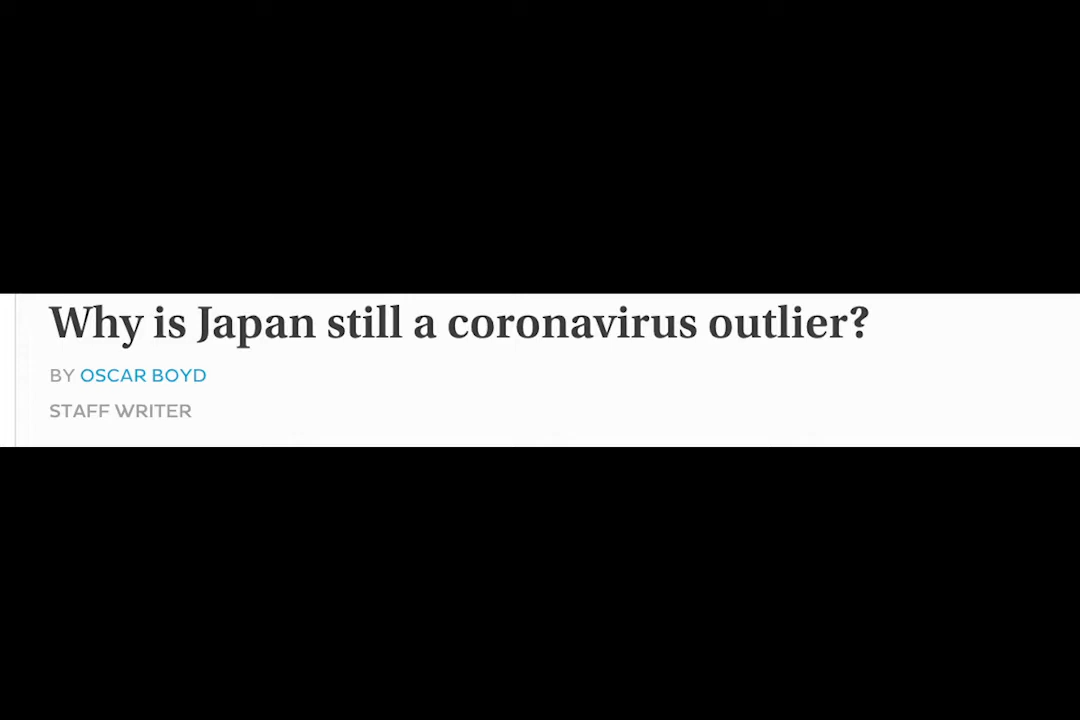 Why is Japan still a coronavirus outlier?
BY OSCAR BOYD
STAFF WRITER